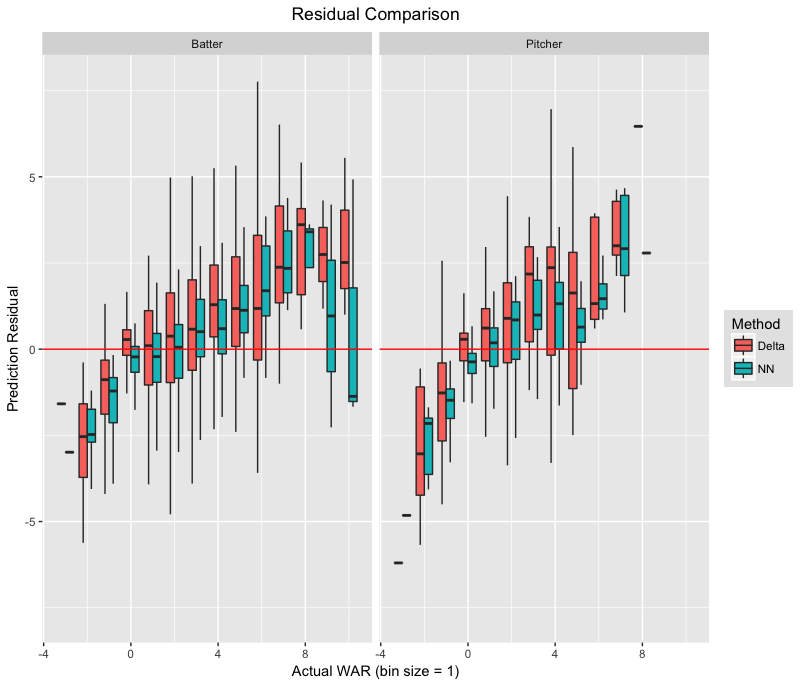 Residual Comparison
Batter
Pitcher
5
0
-5
Prediction Residual
-4
0
4
8
-4
0
4
8
Actual WAR (bin size = 1)
Method
Delta
NN